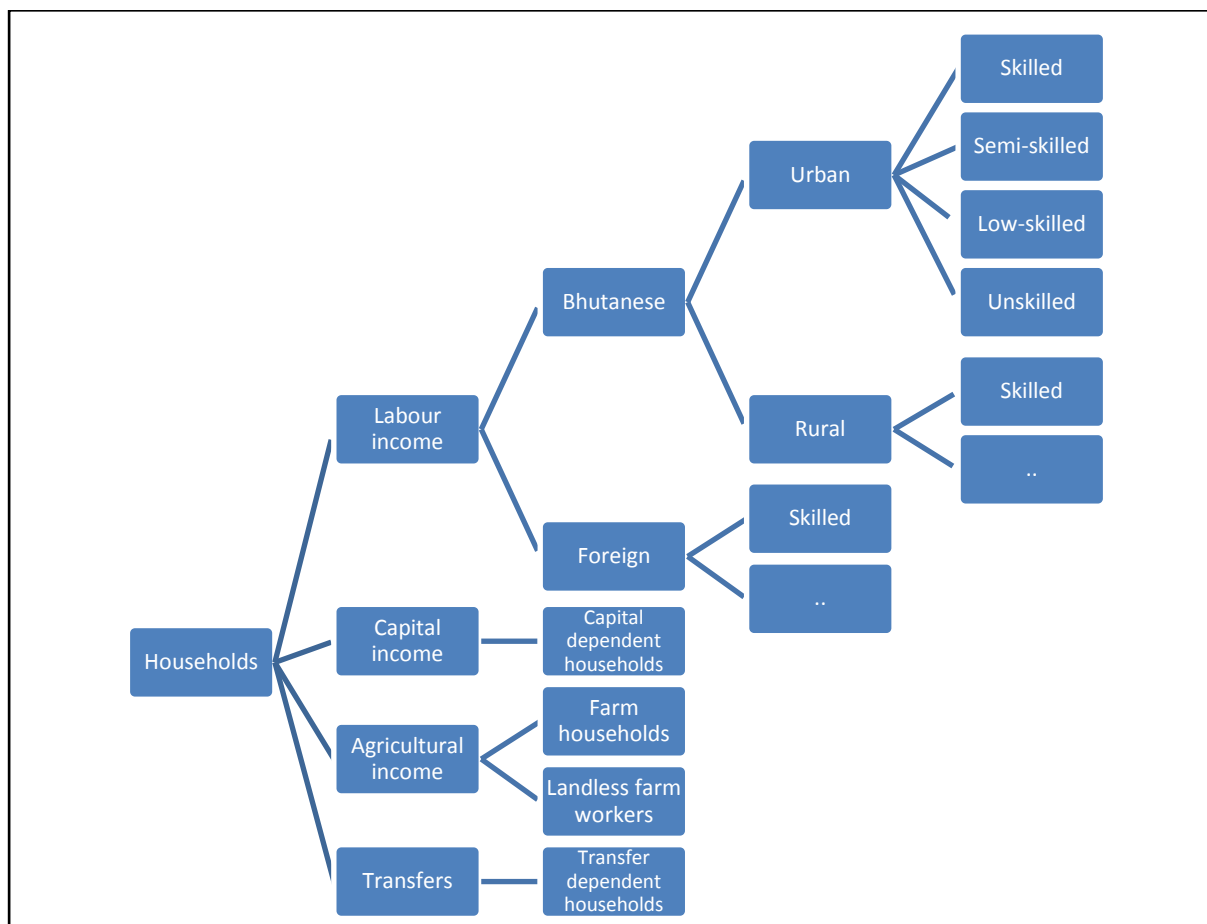 Households
Labour
income
Bhutanese
Urban
Skilled
Semi-skilled
Low-skilled
Unskilled
Rural
Skilled
..
Foreign
Skilled
..
Capital
income
Capital
dependent
households
Agricultural
income
Farm
households
Landless farm
workers
Transfers
Transfer
dependent
households